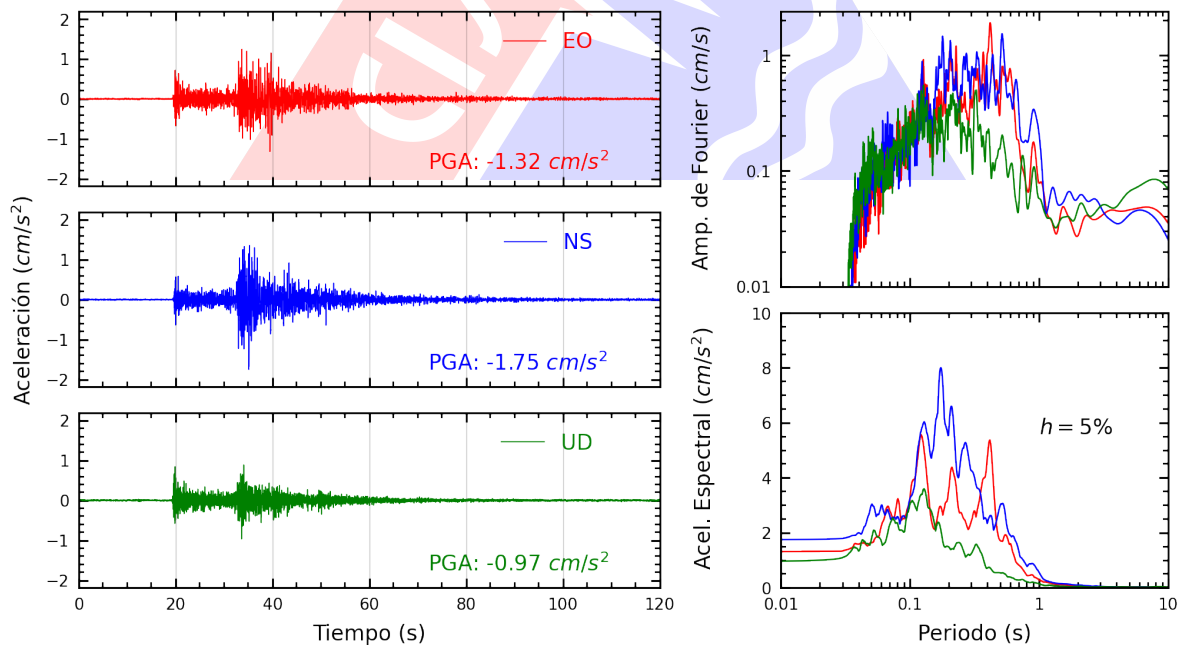 Aceleración (cm/s²)
2
1
0
−1
−2
EO
PGA: -1.32 cm/s²
2
1
0
−1
−2
NS
PGA: -1.75 cm/s²
2
1
0
−1
−2
UD
PGA: -0.97 cm/s²
0 20 40 60 80 100 120
Tiempo (s)
Amp. de Fourier (cm/s)
1
0.1
0.01
Acel. Espectral (cm/s²)
10
8
6
4
2
0
h = 5%
0.01 0.1 1 10
Periodo (s)